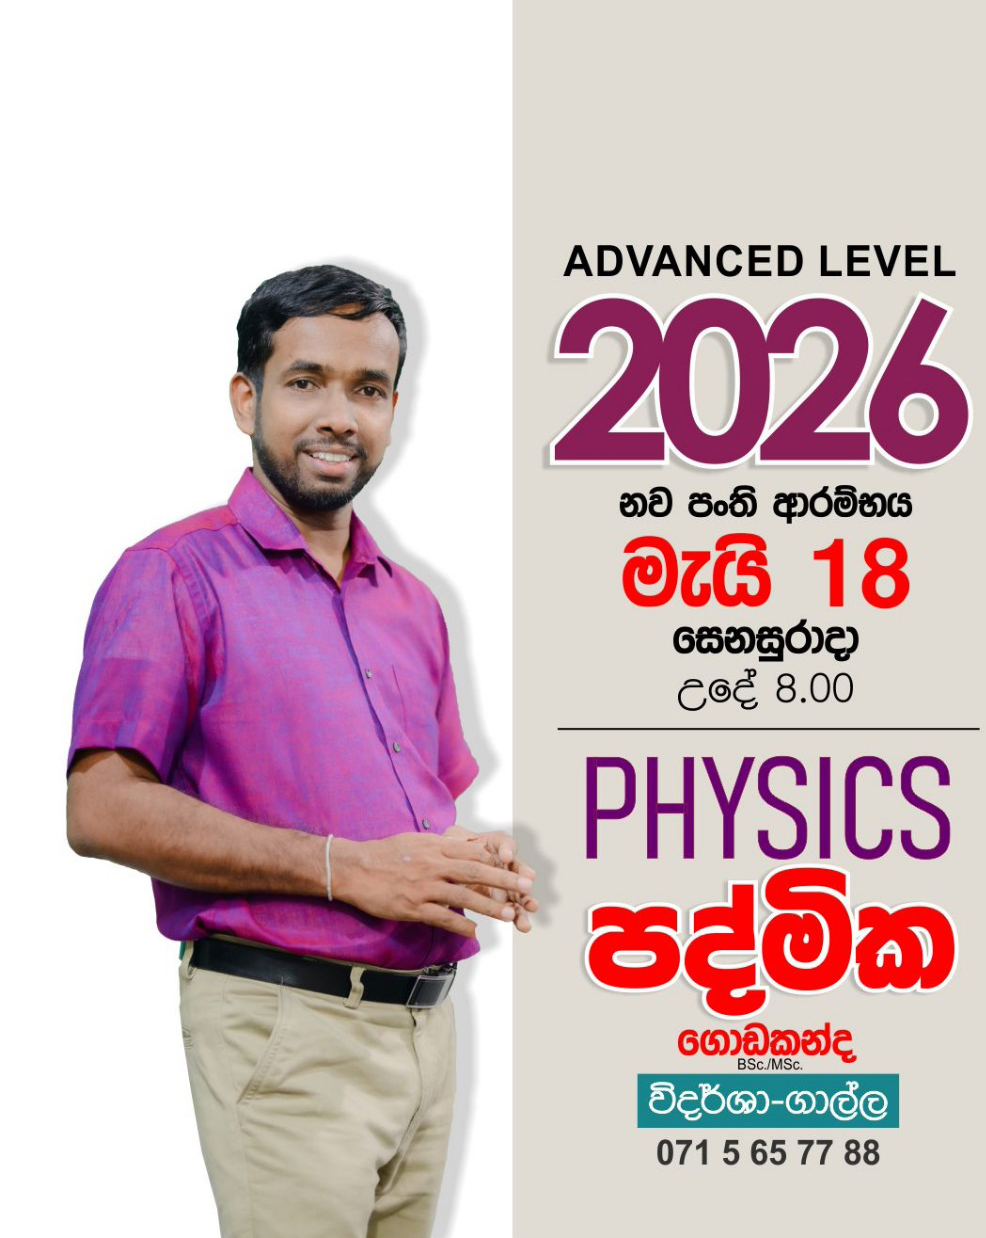 ADVANCED LEVEL
2026
නව පංති ආරම්භය
මැයි 18
සෙනසුරාදා
උදේ 8.00
PHYSICS
පද්මික
ගොඩකන්ද
BSc./MSc.
විදර්ශා-ගාල්ල
071 5 65 77 88